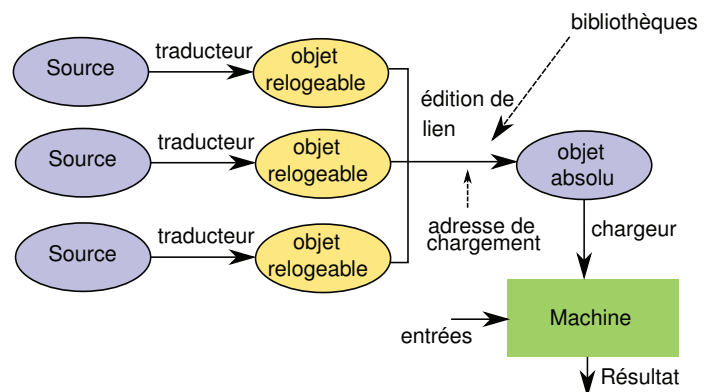 bibliothèques
traducteur
Source
objet
relogeable
édition de
lien
traducteur
Source
objet
relogeable
objet
absolu
adresse de
chargement
traducteur
Source
objet
relogeable
chargeur
Machine
entrées
Résultat